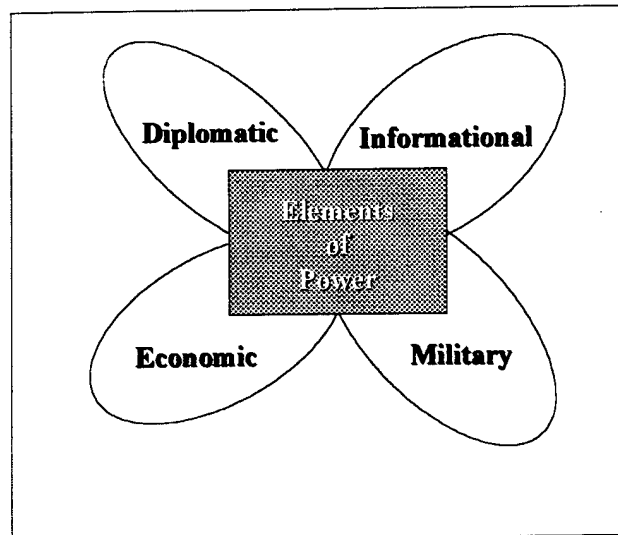 Diplomatic
Informational
Elements
of
Power
Economic
Military